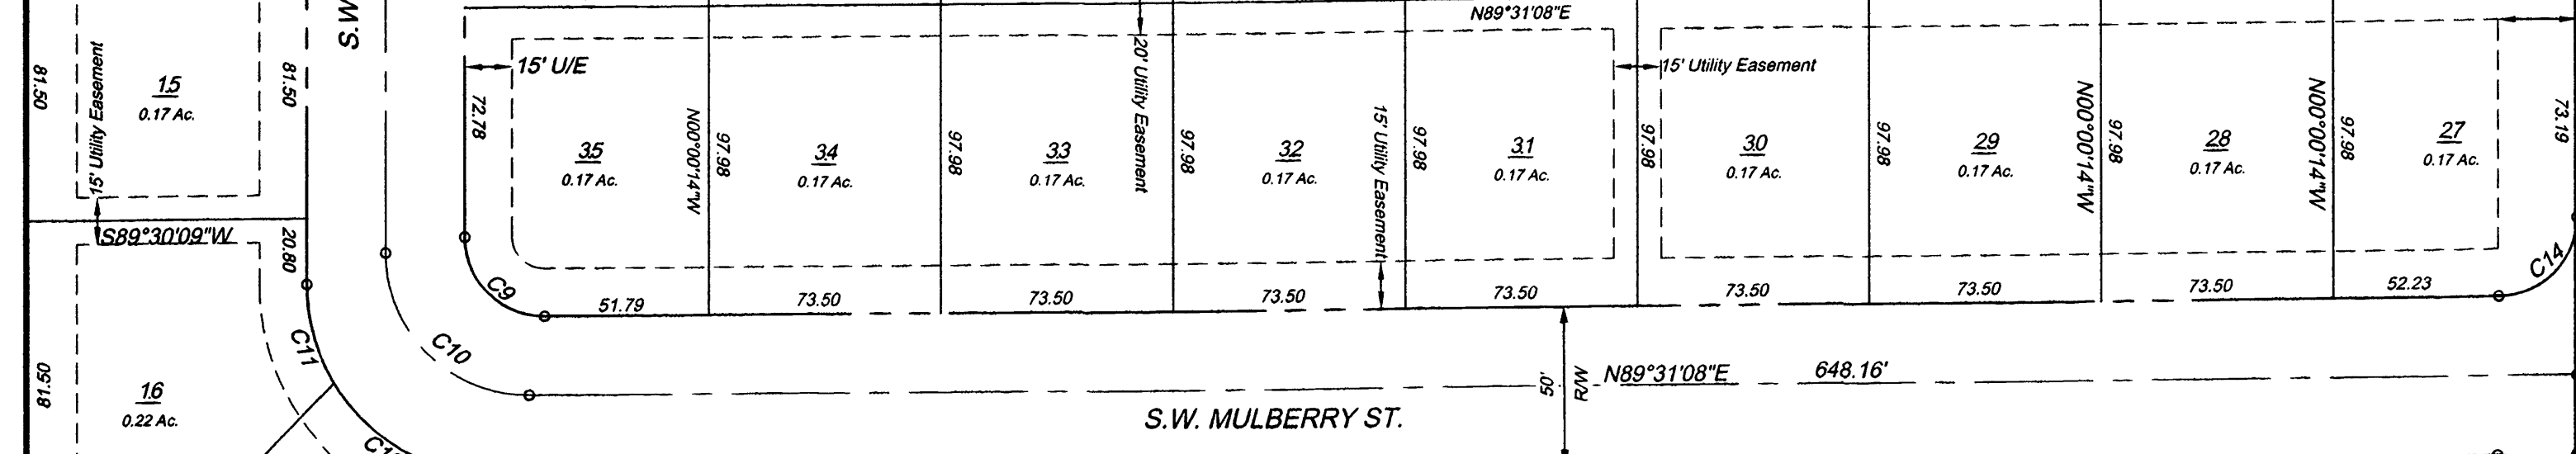 S.W
N89°31'08"E
15' U/E
15' Utility Easement
81.50
15' Utility Easement
15
0.17 Ac.
81.50
72.78
35
0.17 Ac.
N00°00'14"W
97.98
34
0.17 Ac.
97.98
33
0.17 Ac.
20' Utility Easement
97.98
32
0.17 Ac.
15' Utility Easement
97.98
31
0.17 Ac.
97.98
30
0.17 Ac.
97.98
29
0.17 Ac.
N00°00'14"W
97.98
28
0.17 Ac.
N00°00'14"W
97.98
27
0.17 Ac.
73.19
S89°30'09"W
20.80
C9
51.79
73.50
73.50
73.50
73.50
73.50
73.50
73.50
52.23
C14
C11
C10
81.50
16
0.22 Ac.
50'
R/W
N89°31'08"E
648.16'
S.W. MULBERRY ST.